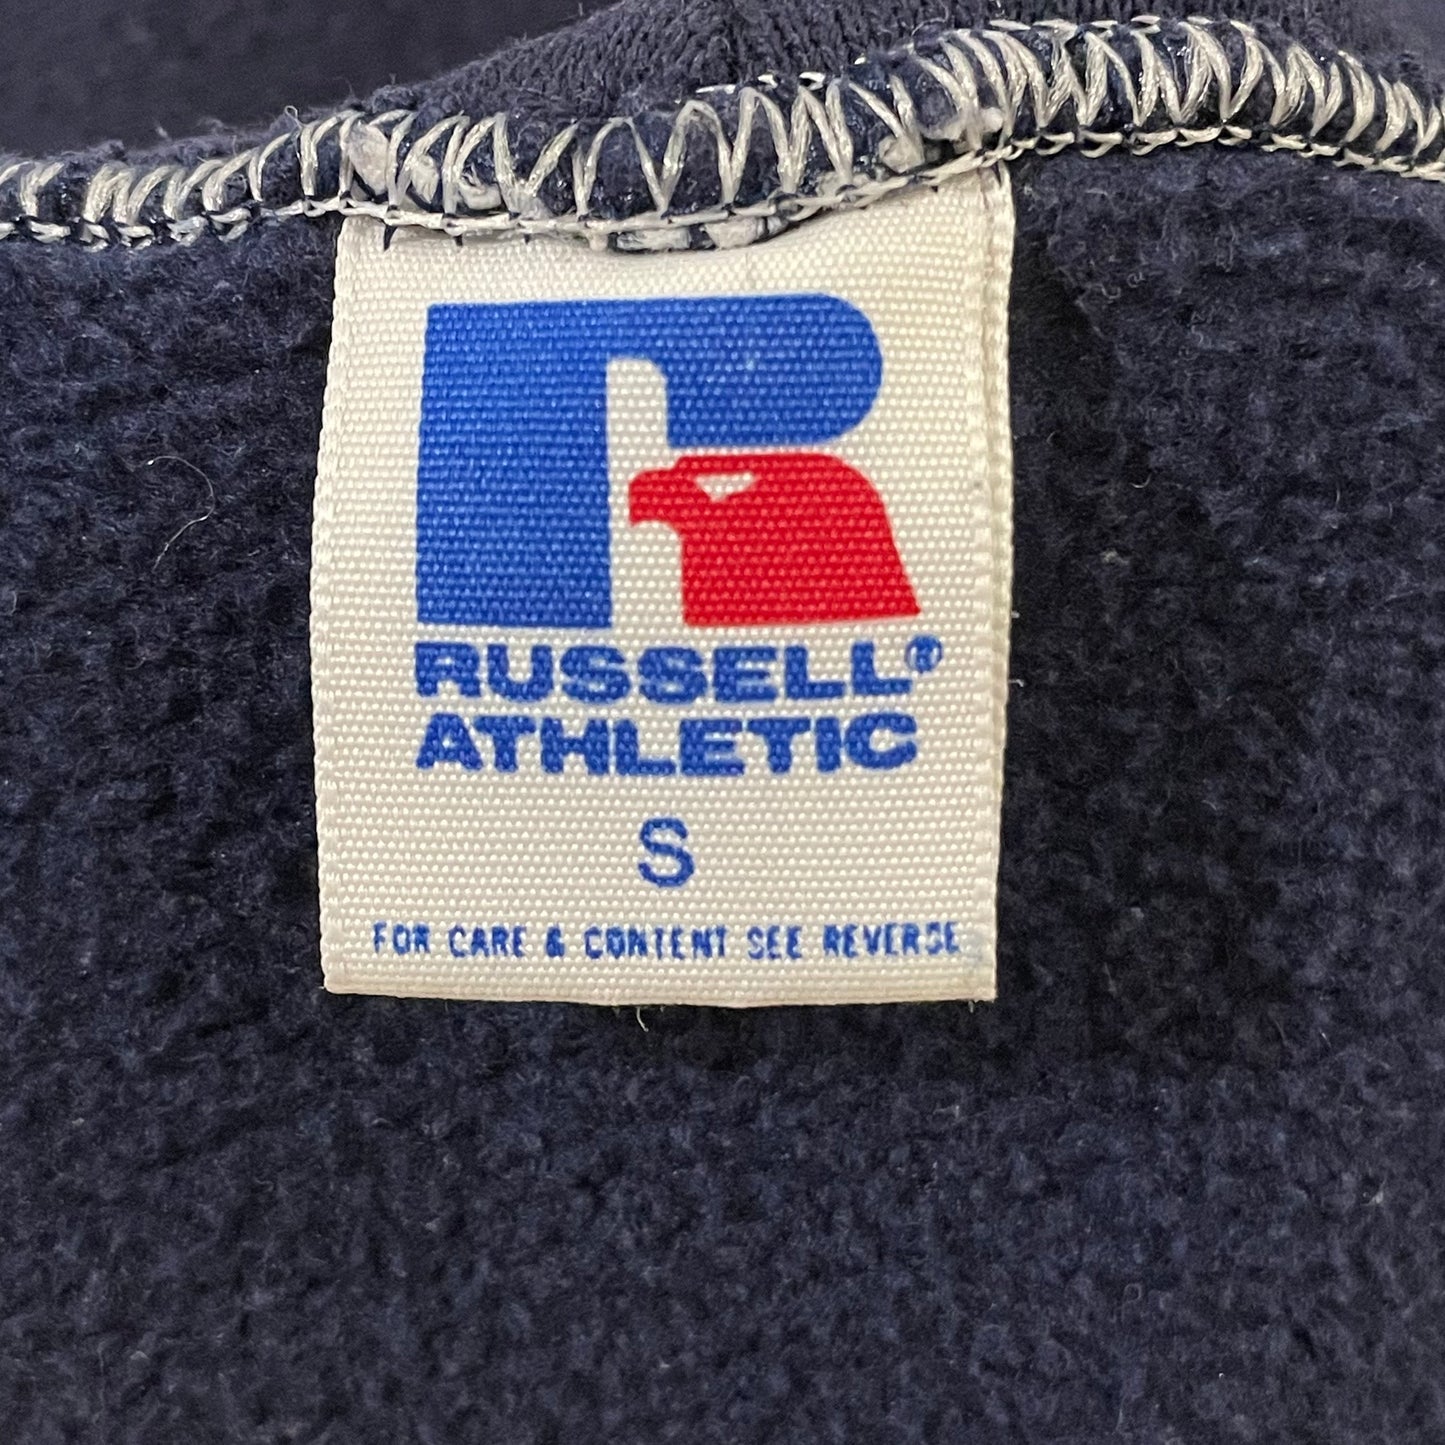 RUSSELL®
ATHLETIC
S
FOR CARE & CONTENT SEE REVERSE